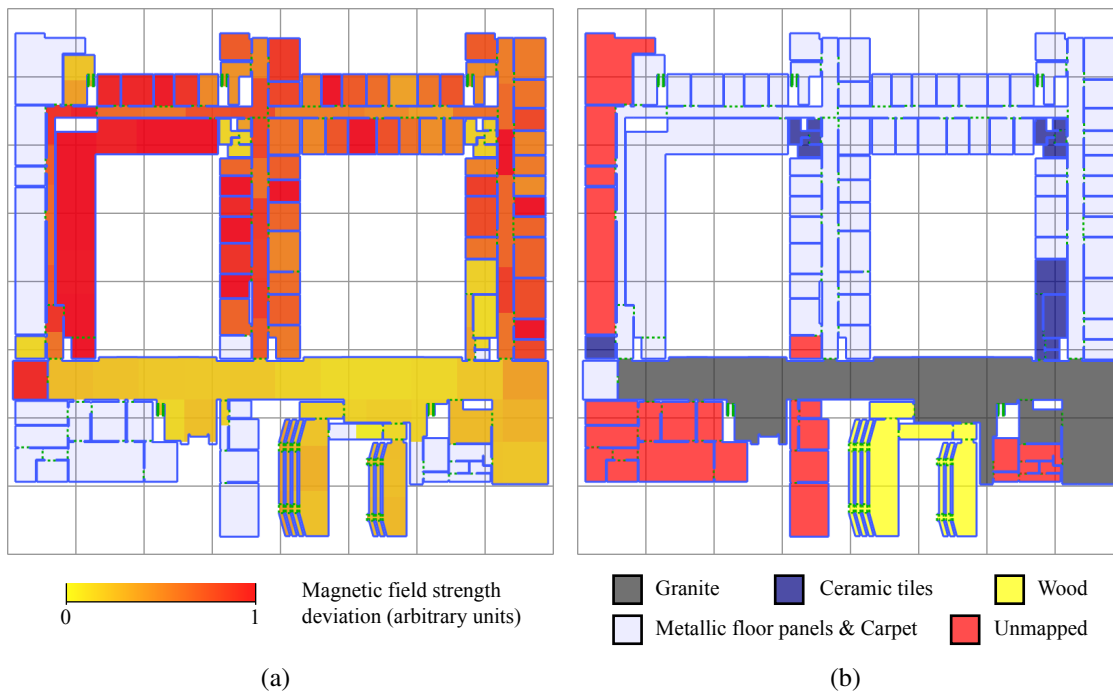 0
1
Magnetic field strength
deviation (arbitrary units)
Granite
Ceramic tiles
Wood
Metallic floor panels & Carpet
Unmapped
(a)
(b)